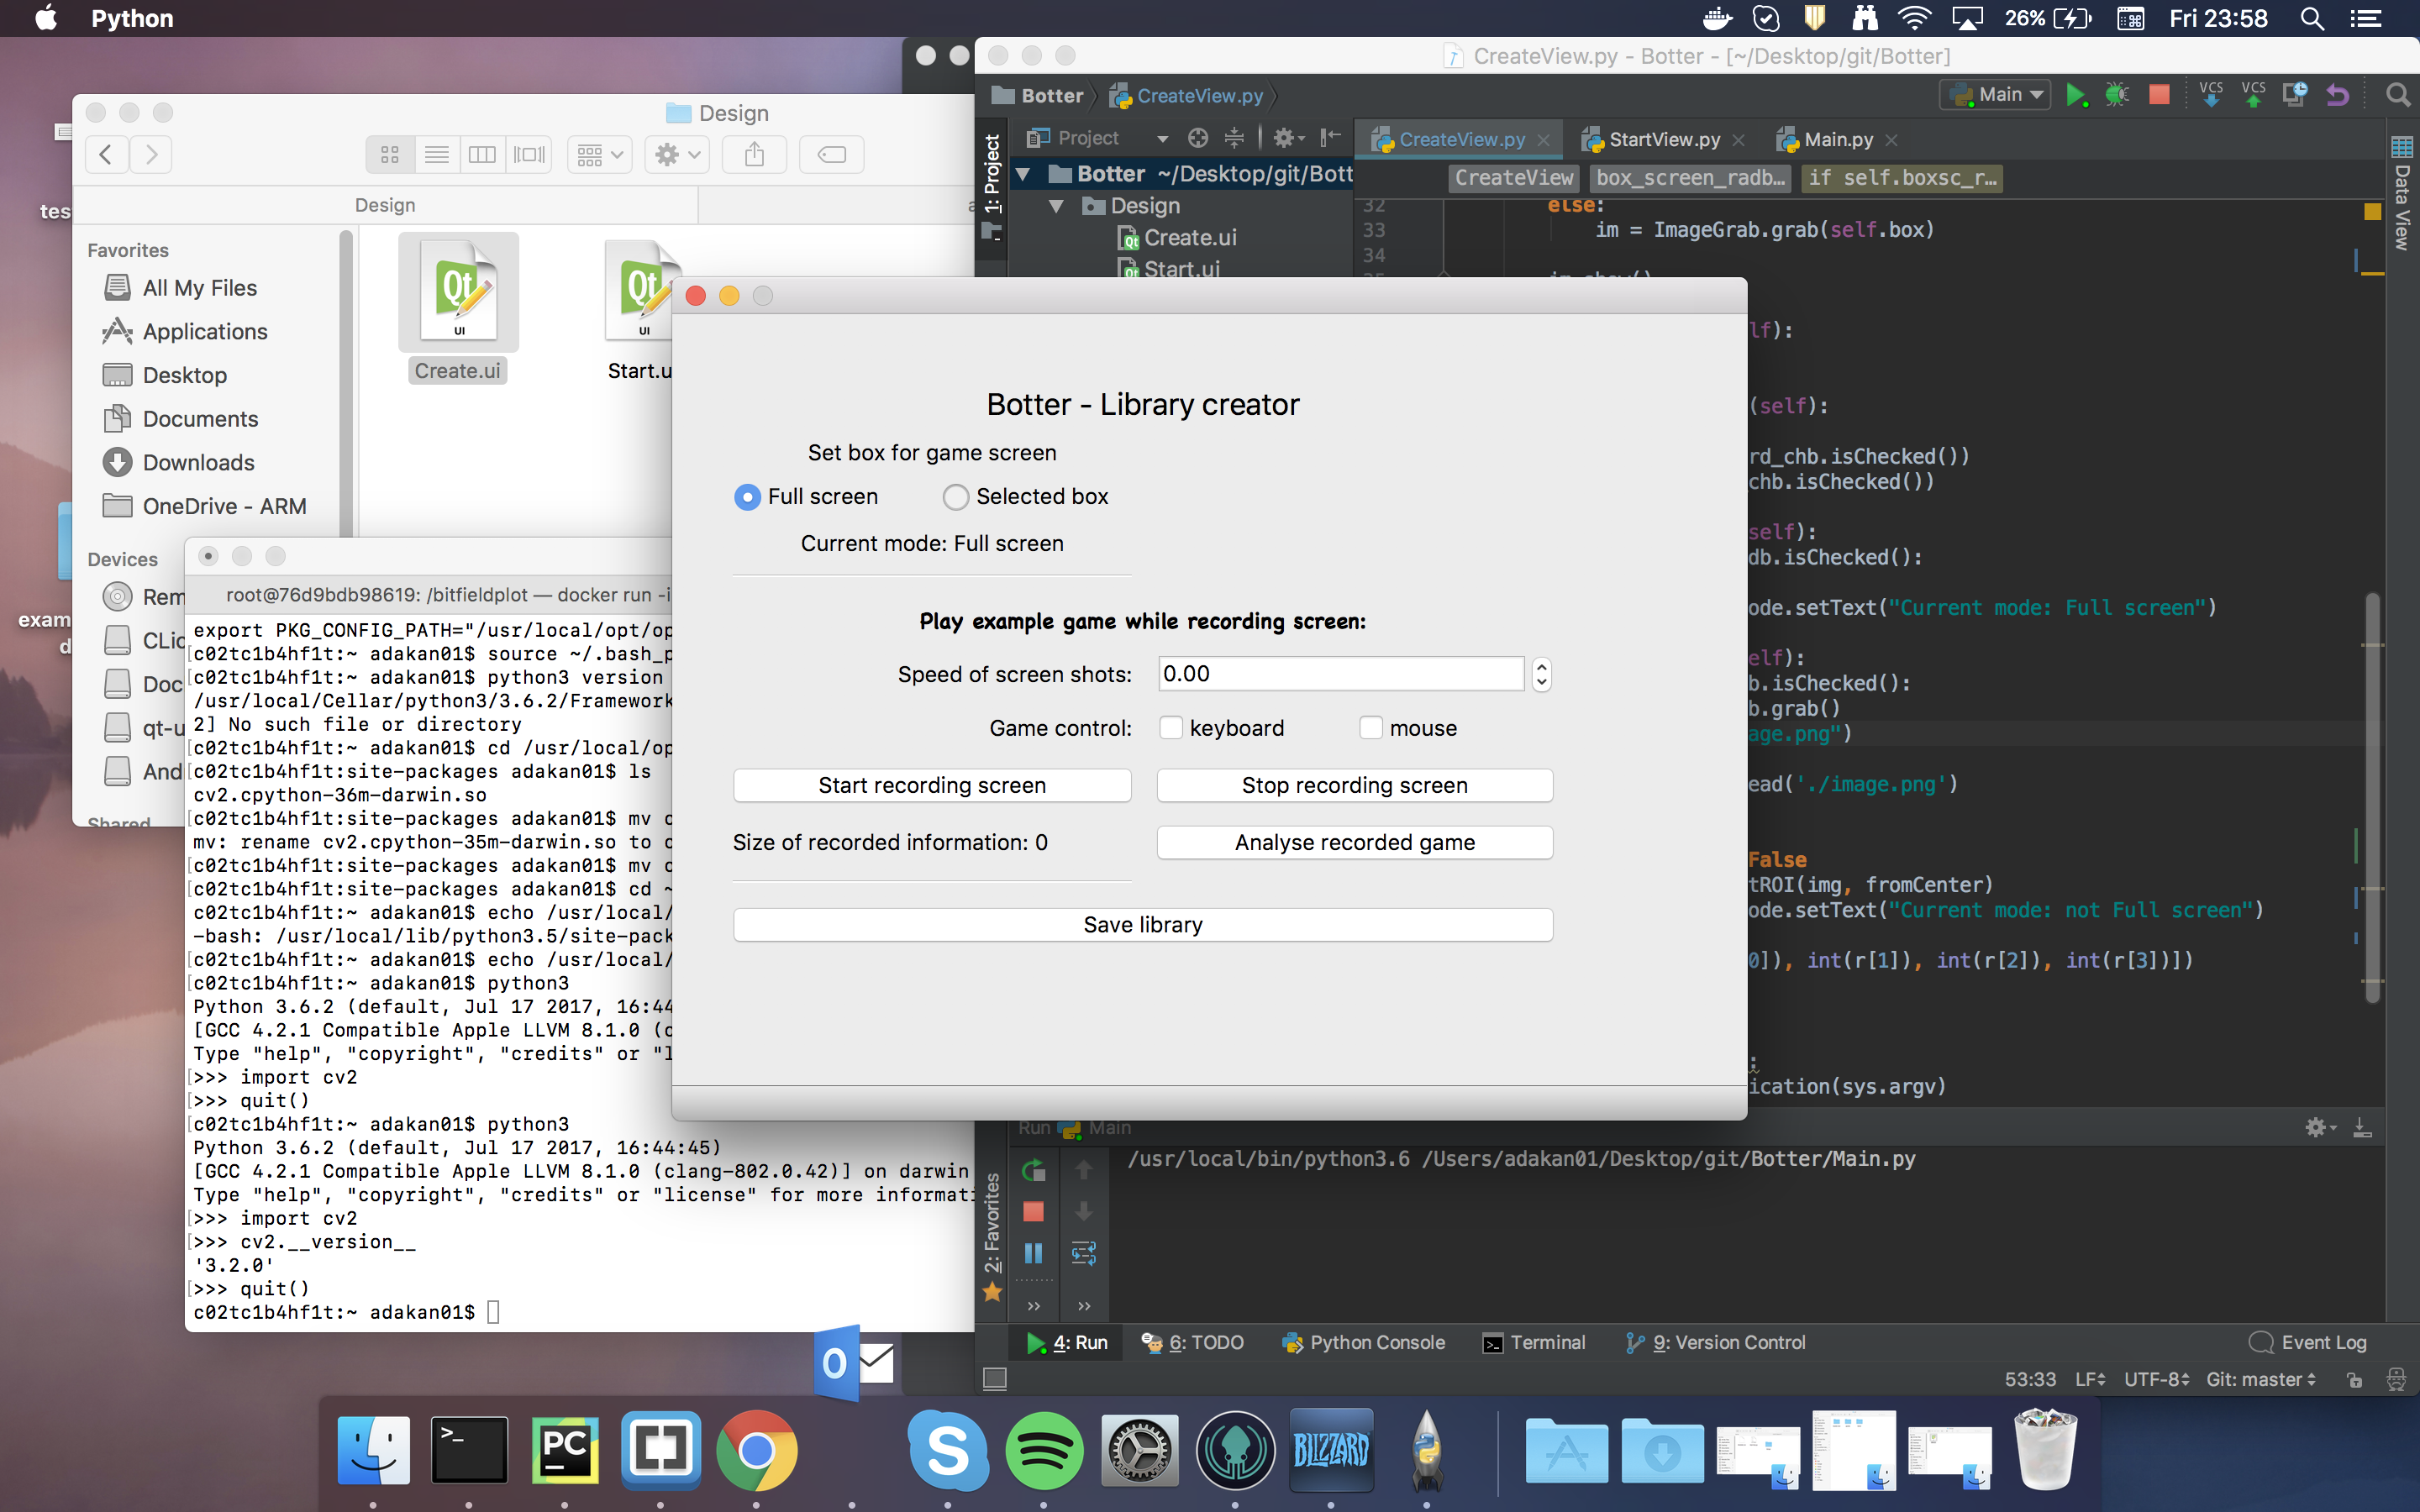 Python
26%
Fri 23:58
Design
Design
Favorites
All My Files
Applications
Desktop
Documents
Downloads
OneDrive - ARM
Devices
Rem
CLic
Doc
qt-u
And
Shared
UI
Create.ui
UI
Start.u
tes
exam
d
root@76d9bdb98619: /bitfieldplot — docker run -i
export PKG_CONFIG_PATH="/usr/local/opt/op
[c02tc1b4hf1t:~ adakan01$ source ~/.bash_p
[c02tc1b4hf1t:~ adakan01$ python3 version
/usr/local/Cellar/python3/3.6.2/Framework
2] No such file or directory
[c02tc1b4hf1t:~ adakan01$ cd /usr/local/op
[c02tc1b4hf1t:site-packages adakan01$ ls
cv2.cpython-36m-darwin.so
[c02tc1b4hf1t:site-packages adakan01$ mv c
mv: rename cv2.cpython-35m-darwin.so to c
[c02tc1b4hf1t:site-packages adakan01$ mv c
[c02tc1b4hf1t:site-packages adakan01$ cd ~
[c02tc1b4hf1t:~ adakan01$ echo /usr/local/
-bash: /usr/local/lib/python3.5/site-pack
[c02tc1b4hf1t:~ adakan01$ echo /usr/local/
[c02tc1b4hf1t:~ adakan01$ python3
Python 3.6.2 (default, Jul 17 2017, 16:44
[GCC 4.2.1 Compatible Apple LLVM 8.1.0 (c
Type "help", "copyright", "credits" or "l
[>>> import cv2
[>>> quit()
[c02tc1b4hf1t:~ adakan01$ python3
Python 3.6.2 (default, Jul 17 2017, 16:44:45)
[GCC 4.2.1 Compatible Apple LLVM 8.1.0 (clang-802.0.42)] on darwin
Type "help", "copyright", "credits" or "license" for more informati
[>>> import cv2
[>>> cv2.__version__
'3.2.0'
[>>> quit()
c02tc1b4hf1t:~ adakan01$
Botter - Library creator
Set box for game screen
Full screen
Selected box
Current mode: Full screen
Play example game while recording screen:
Speed of screen shots:
0.00
Game control:
keyboard
mouse
Start recording screen
Stop recording screen
Size of recorded information: 0
Analyse recorded game
Save library
CreateView.py - Botter - [~/Desktop/git/Botter]
Botter
CreateView.py
Main
VCS
VCS
1: Project
Project
CreateView.py
StartView.py
Main.py
Data View
Botter ~/Desktop/git/Bott
Design
Create.ui
Start.ui
CreateView
box_screen_radb...
if self.boxsc_r...
32
else:
33
im = ImageGrab.grab(self.box)
34
lf):
(self):
rd_chb.isChecked())
chb.isChecked())
self):
db.isChecked():
ode.setText("Current mode: Full screen")
elf):
b.isChecked():
b.grab()
age.png")
ead('./image.png')
False
tROI(img, fromCenter)
ode.setText("Current mode: not Full screen")
0]), int(r[1]), int(r[2]), int(r[3])])
:
ication(sys.argv)
Run
Main
/usr/local/bin/python3.6 /Users/adakan01/Desktop/git/Botter/Main.py
2: Favorites
4: Run
6: TODO
Python Console
Terminal
9: Version Control
Event Log
53:33
LF
UTF-8
Git: master
PC
BLIZZARD